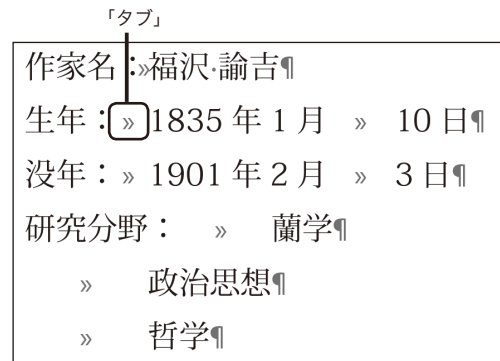 「タブ」
作家名：»福沢·諭吉¶
生年：»1835 年 1 月 » 10 日¶
没年：» 1901 年 2 月 » 3 日¶
研究分野： » 蘭学¶
» 政治思想¶
» 哲学¶